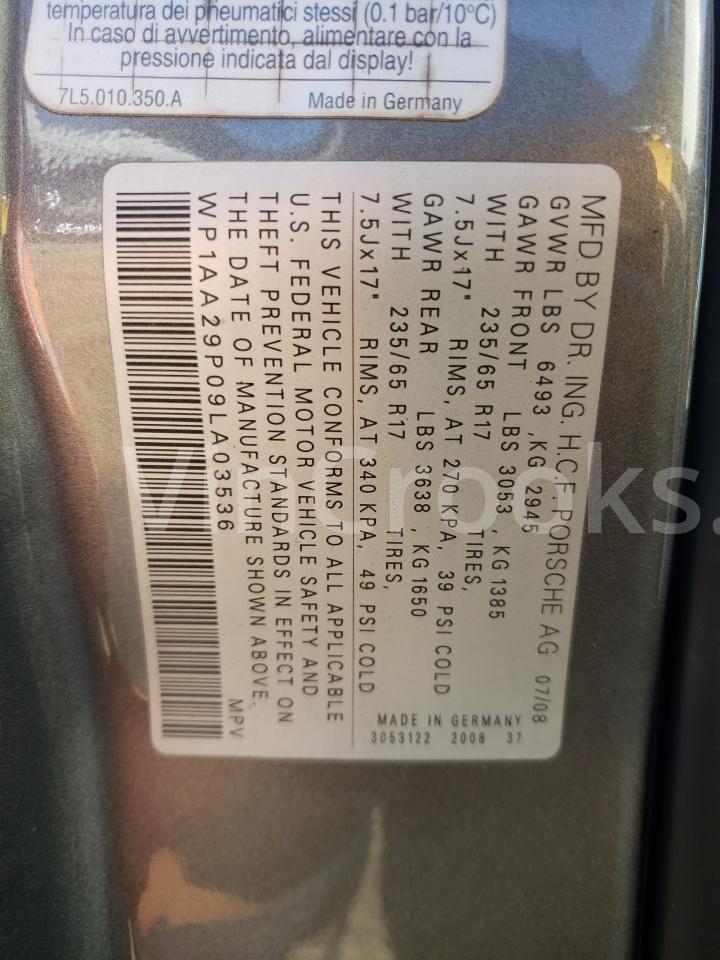 temperatura dei pneumatici stessi (0.1 bar/10°C)
In caso di avvertimento, alimentare con la
pressione indicata dal display!
7L5.010.350.A Made in Germany
MFD BY DR. ING. H.C.F. PORSCHE AG 07/08
GVWR LBS 6493 ,KG 2945
GAWR FRONT LBS 3053, KG 1385
WITH 235/65 R17 TIRES,
7.5Jx17" RIMS, AT 270 KPA, 39 PSI COLD
GAWR REAR LBS 3638, KG 1650
WITH 235/65 R17 TIRES,
7.5Jx17" RIMS, AT 340 KPA, 49 PSI COLD
THIS VEHICLE CONFORMS TO ALL APPLICABLE
U.S. FEDERAL MOTOR VEHICLE SAFETY AND
THEFT PREVENTION STANDARDS IN EFFECT ON
THE DATE OF MANUFACTURE SHOWN ABOVE.
WP1AA29P09LA03536 MPV
MADE IN GERMANY
3053122 2008 37
VinCrooks.